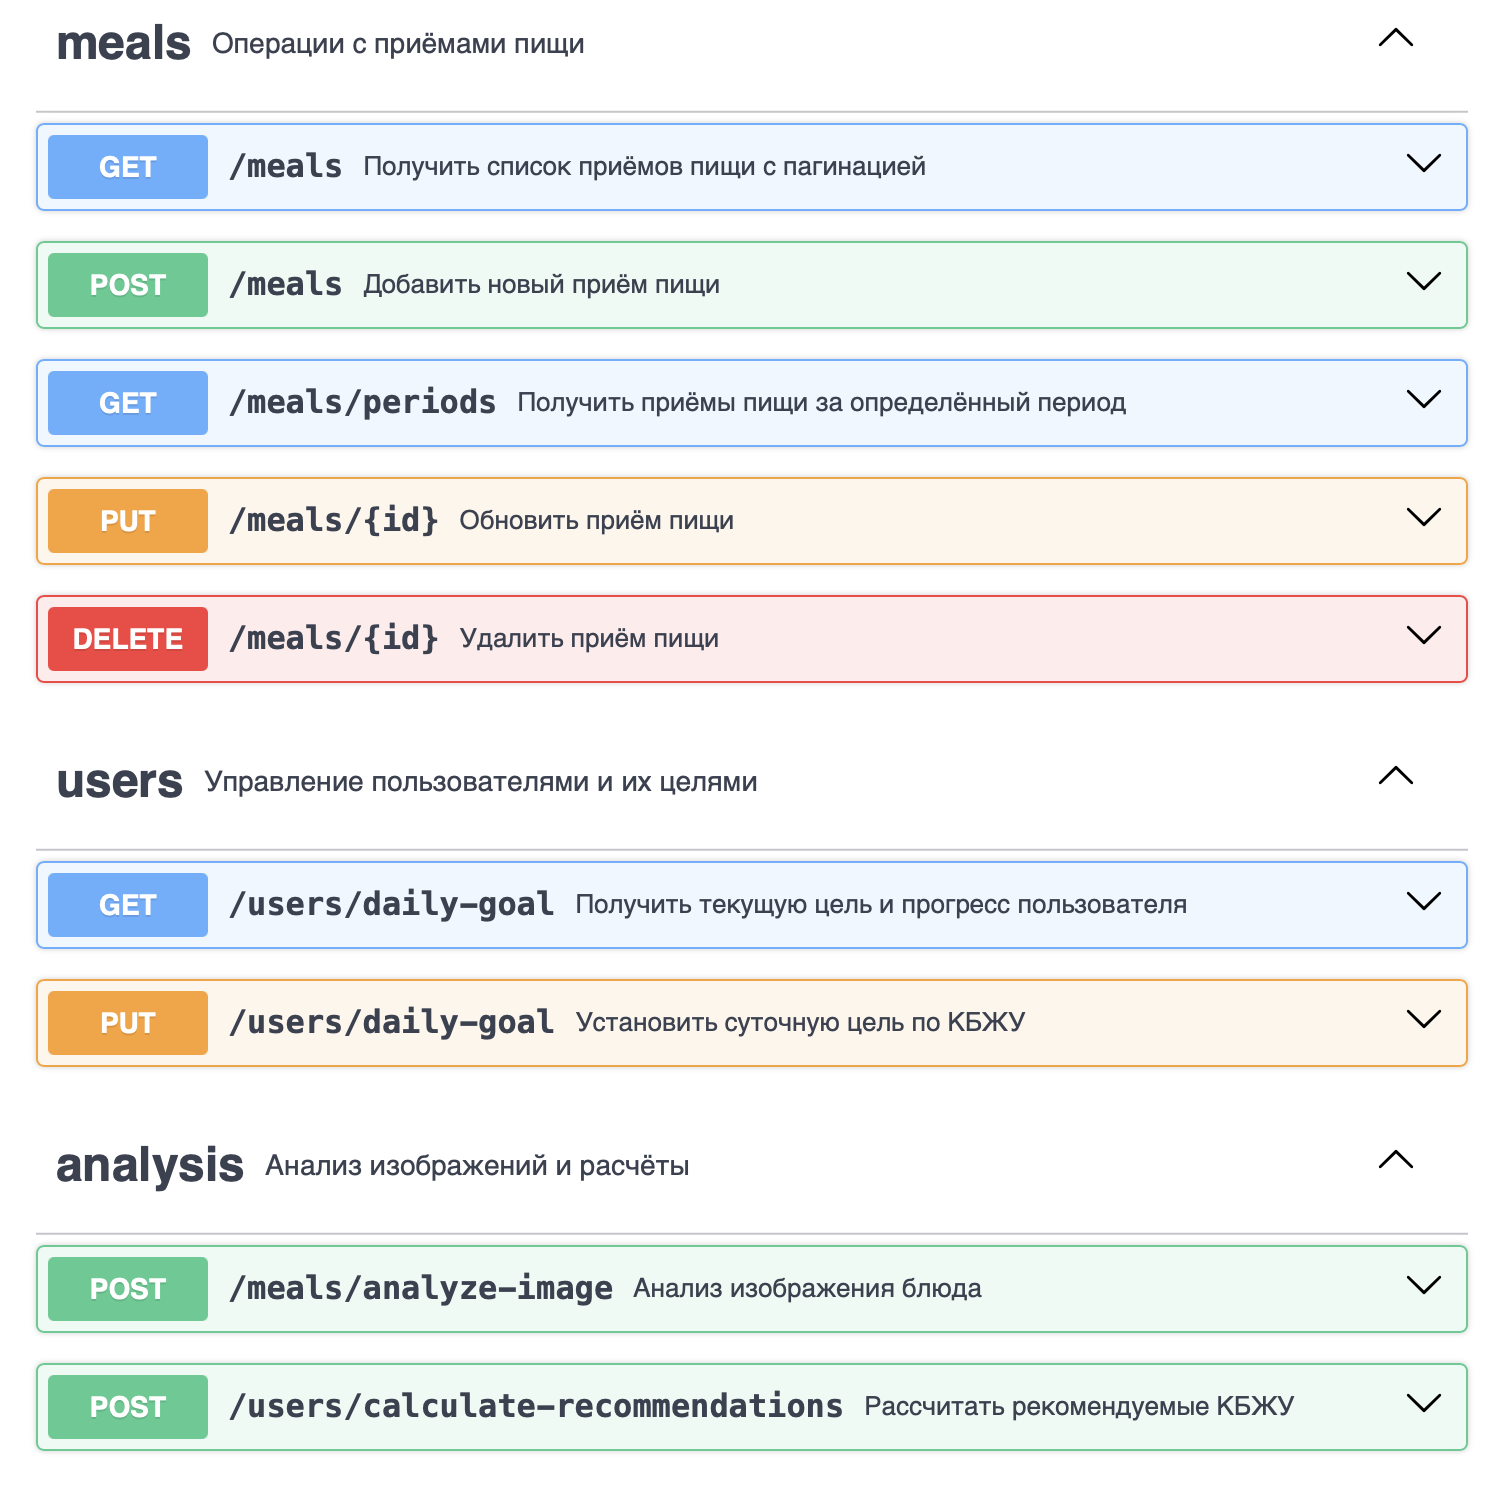 meals Операции с приёмами пищи
GET /meals Получить список приёмов пищи с пагинацией
POST /meals Добавить новый приём пищи
GET /meals/periods Получить приёмы пищи за определённый период
PUT /meals/{id} Обновить приём пищи
DELETE /meals/{id} Удалить приём пищи
users Управление пользователями и их целями
GET /users/daily-goal Получить текущую цель и прогресс пользователя
PUT /users/daily-goal Установить суточную цель по КБЖУ
analysis Анализ изображений и расчёты
POST /meals/analyze-image Анализ изображения блюда
POST /users/calculate-recommendations Рассчитать рекомендуемые КБЖУ